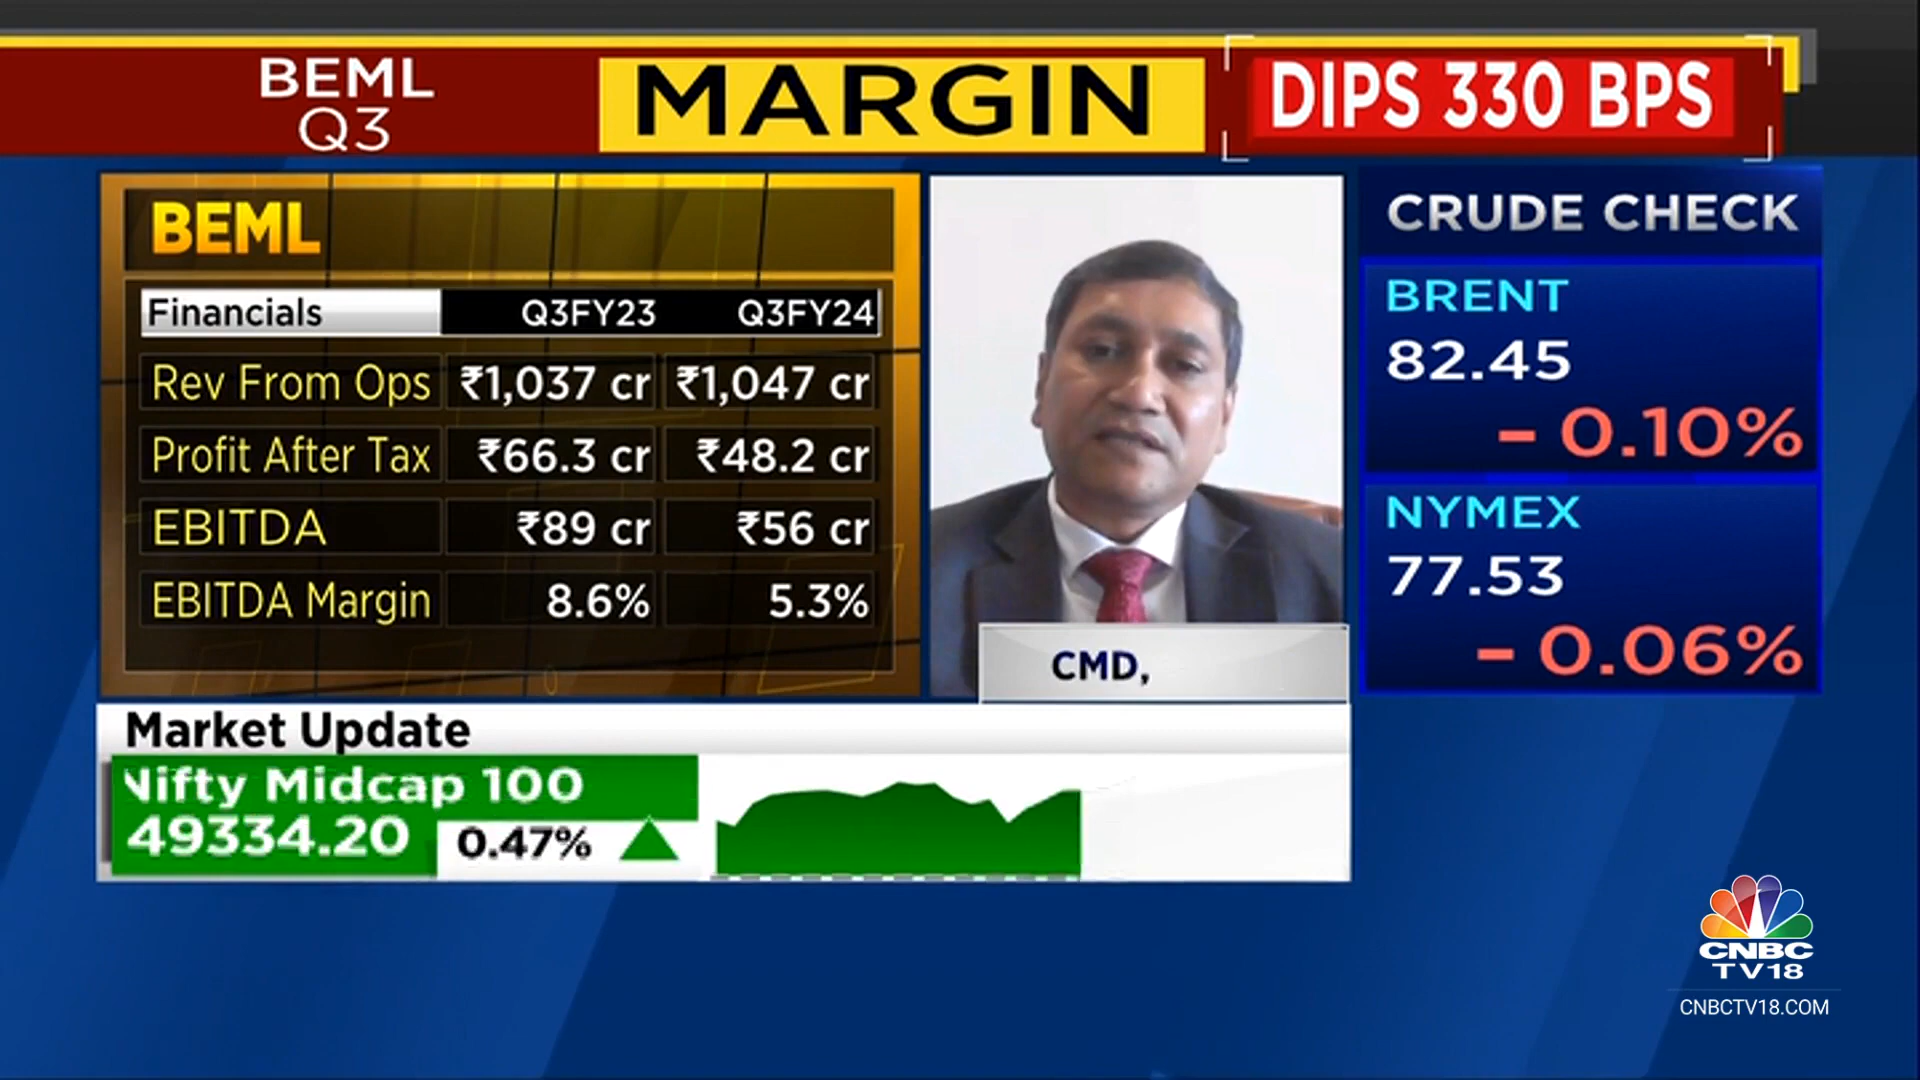 BEML
Q3
MARGIN
DIPS 330 BPS
BEML
Financials Q3FY23 Q3FY24
Rev From Ops ₹1,037 cr ₹1,047 cr
Profit After Tax ₹66.3 cr ₹48.2 cr
EBITDA ₹89 cr ₹56 cr
EBITDA Margin 8.6% 5.3%
CMD,
CRUDE CHECK
BRENT
82.45
– 0.10%
NYMEX
77.53
– 0.06%
Market Update
Nifty Midcap 100
49334.20 0.47%
CNBC
TV18
CNBCTV18.COM